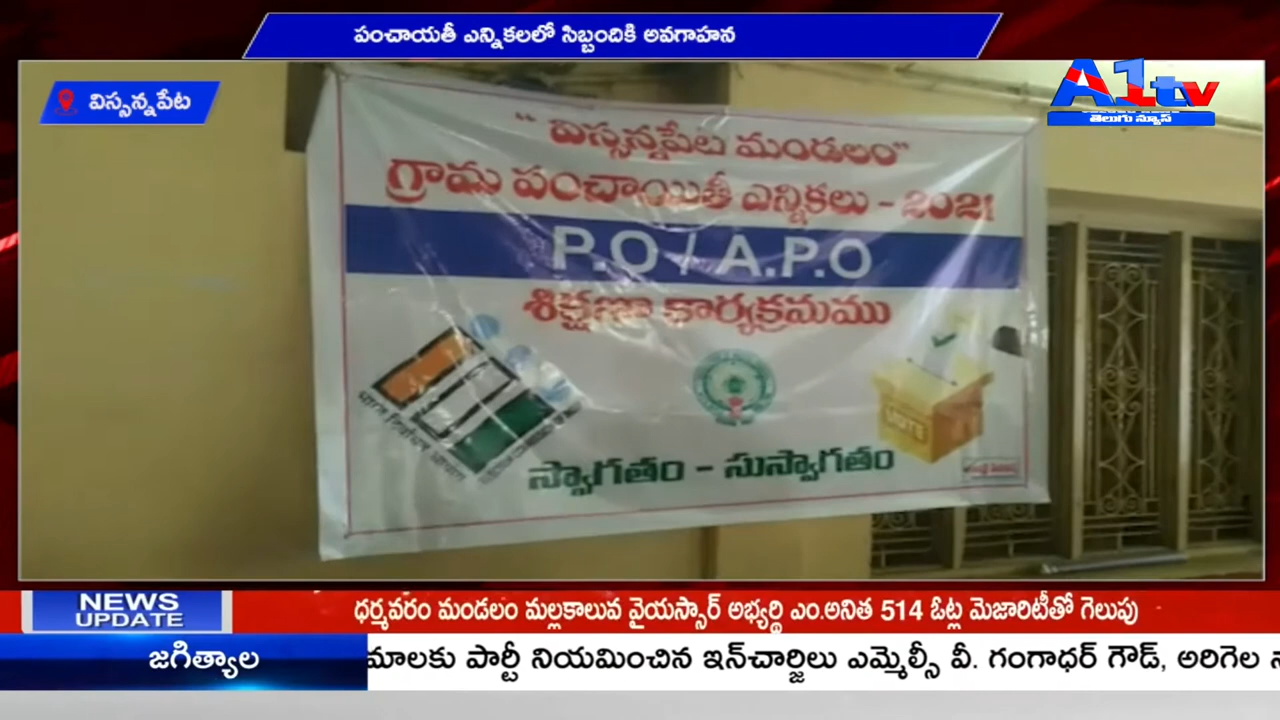 పంచాయతీ ఎన్నికలలో సిబ్బందికి అవగాహన
విస్సన్నపేట
A1tv
తెలుగు న్యూస్
“విస్సన్నపేట మండలం”
గ్రామ పంచాయితీ ఎన్నికలు - 2021
P.O / A.P.O
శిక్షణా కార్యక్రమము
VOTE
స్వాగతం - సుస్వాగతం
NEWS
UPDATE
ధర్మవరం మండలం మల్లకాలువ వైయస్సార్ అభ్యర్థి ఎం.అనిత 514 ఓట్ల మెజారిటీతో గెలుపు
జగిత్యాల
మాలకు పార్టీ నియమించిన ఇన్‌చార్జిలు ఎమ్మెల్సీ వీ. గంగాధర్ గౌడ్, అరిగెల